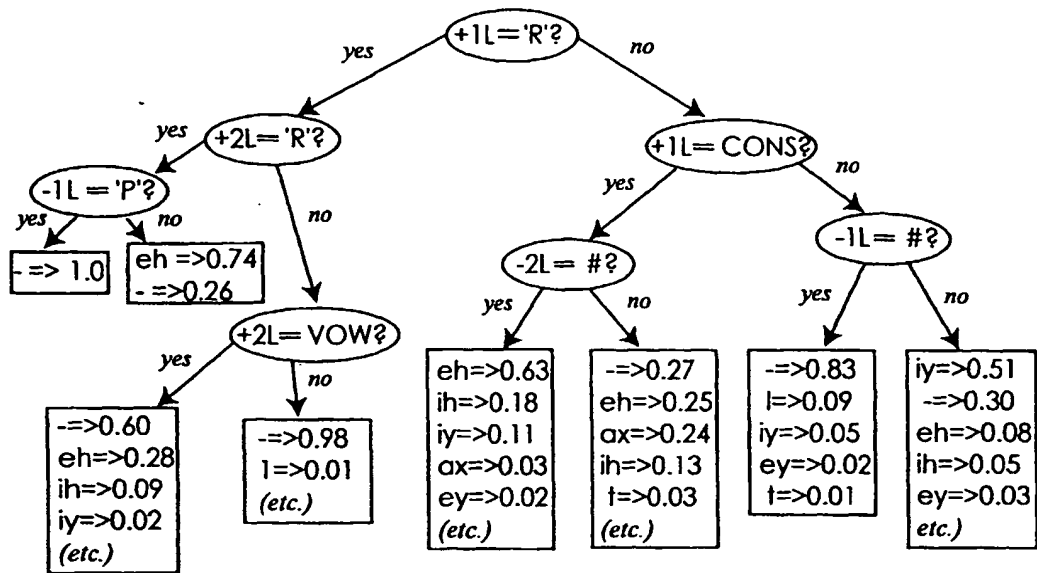 +1L='R'?
yes
no
+2L='R'?
+1L= CONS?
yes
no
yes
no
-1L = 'P'?
-1L= #?
yes
no
- => 1.0
eh =>0.74
- =>0.26
-2L= #?
yes
no
yes
no
+2L= VOW?
yes
no
-=>0.60
eh=>0.28
ih=>0.09
iy=>0.02
(etc.)
-=>0.98
1=>0.01
(etc.)
eh=>0.63
ih=>0.18
iy=>0.11
ax=>0.03
ey=>0.02
(etc.)
-=>0.27
eh=>0.25
ax=>0.24
ih=>0.13
t=>0.03
(etc.)
-=>0.83
l=>0.09
iy=>0.05
ey=>0.02
t=>0.01
iy=>0.51
-=>0.30
eh=>0.08
ih=>0.05
ey=>0.03
etc.)